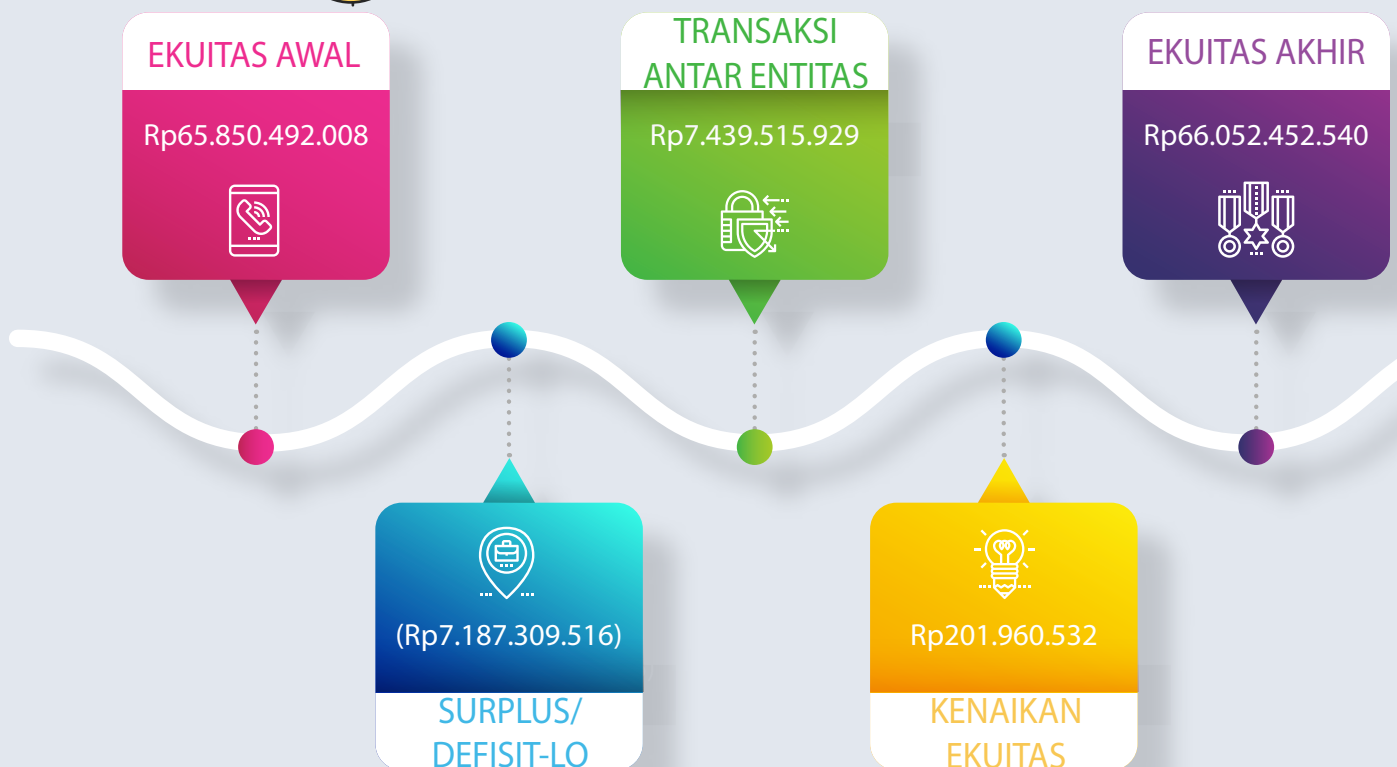 EKUITAS AWAL
Rp65.850.492.008
(Rp7.187.309.516)
SURPLUS/
DEFISIT-LO
TRANSAKSI
ANTAR ENTITAS
Rp7.439.515.929
Rp201.960.532
KENAIKAN
EKUITAS
EKUITAS AKHIR
Rp66.052.452.540